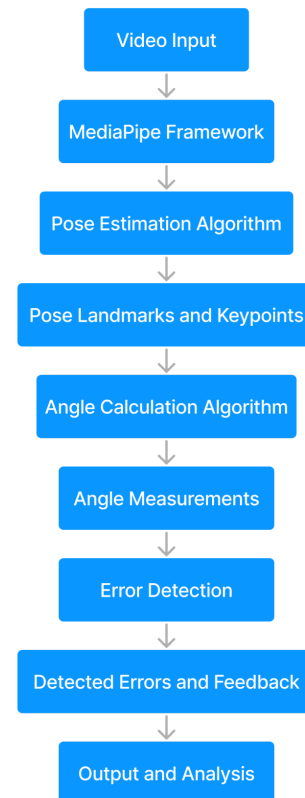 Video Input
MediaPipe Framework
Pose Estimation Algorithm
Pose Landmarks and Keypoints
Angle Calculation Algorithm
Angle Measurements
Error Detection
Detected Errors and Feedback
Output and Analysis